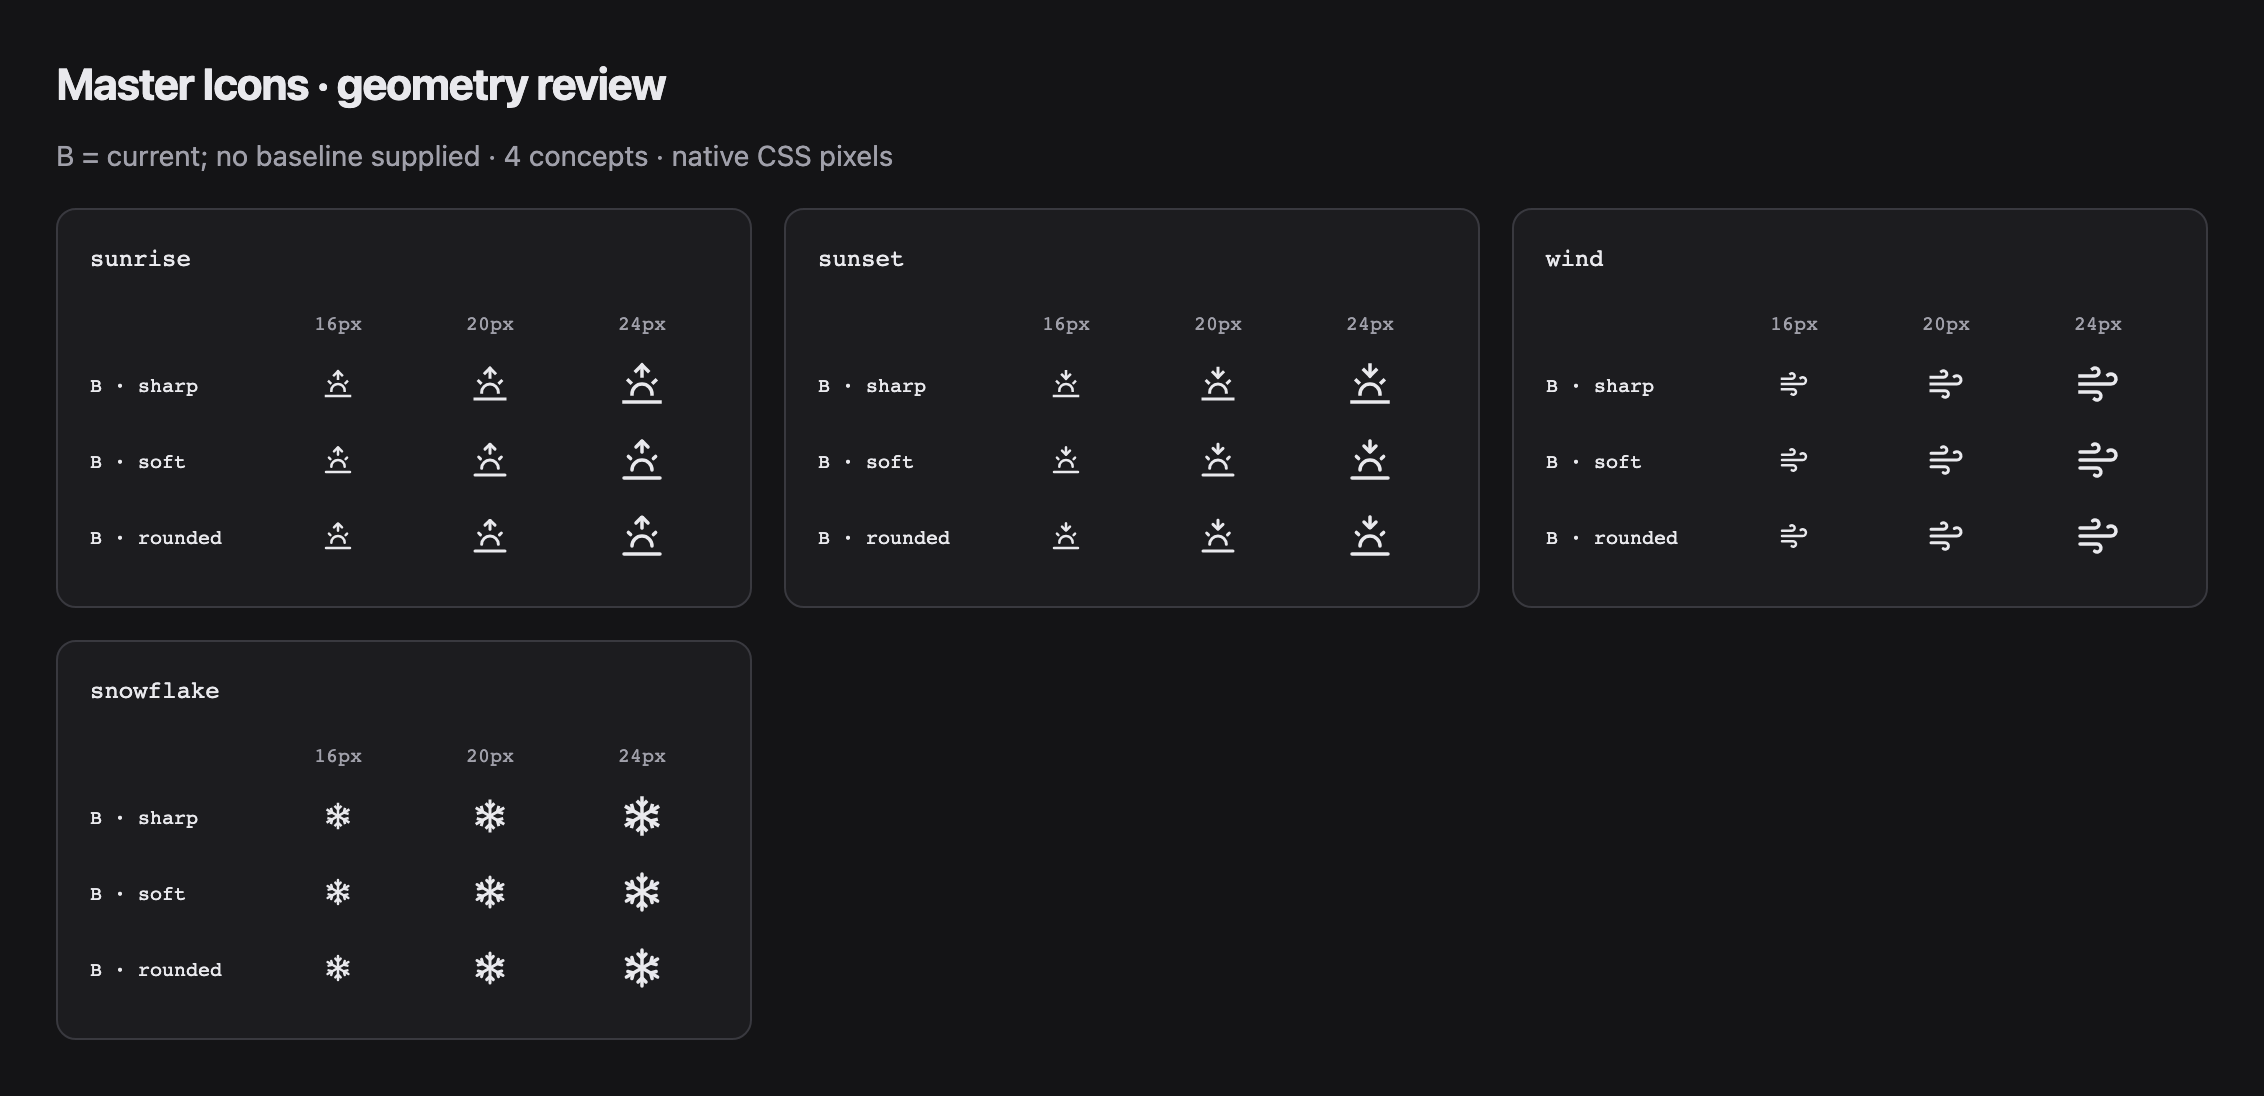 Master Icons · geometry review
B = current; no baseline supplied · 4 concepts · native CSS pixels
sunrise
16px 20px 24px
B · sharp
B · soft
B · rounded
sunset
16px 20px 24px
B · sharp
B · soft
B · rounded
wind
16px 20px 24px
B · sharp
B · soft
B · rounded
snowflake
16px 20px 24px
B · sharp
B · soft
B · rounded